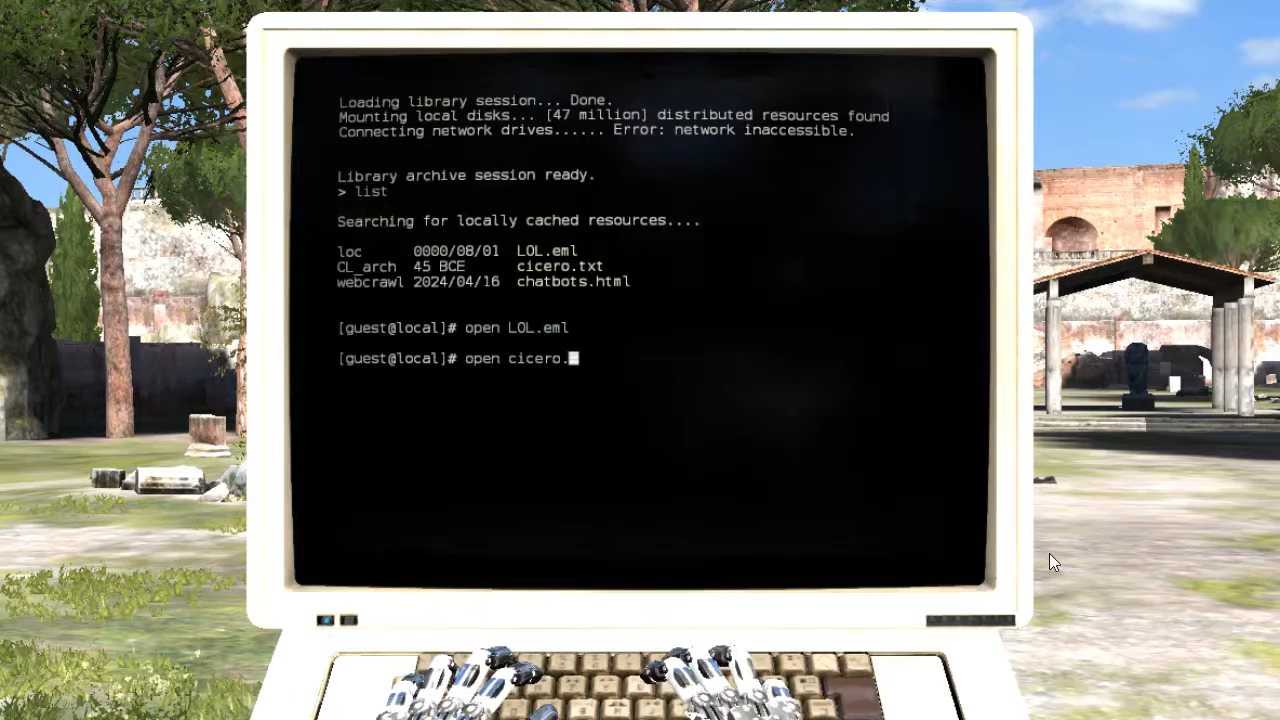 Loading library session... Done.
Mounting local disks... [47 million] distributed resources found
Connecting network drives...... Error: network inaccessible.
Library archive session ready.
> list
Searching for locally cached resources....
loc 0000/08/01 LOL.eml
CL_arch 45 BCE cicero.txt
webcrawl 2024/04/16 chatbots.html
[guest@local]# open LOL.eml
[guest@local]# open cicero.